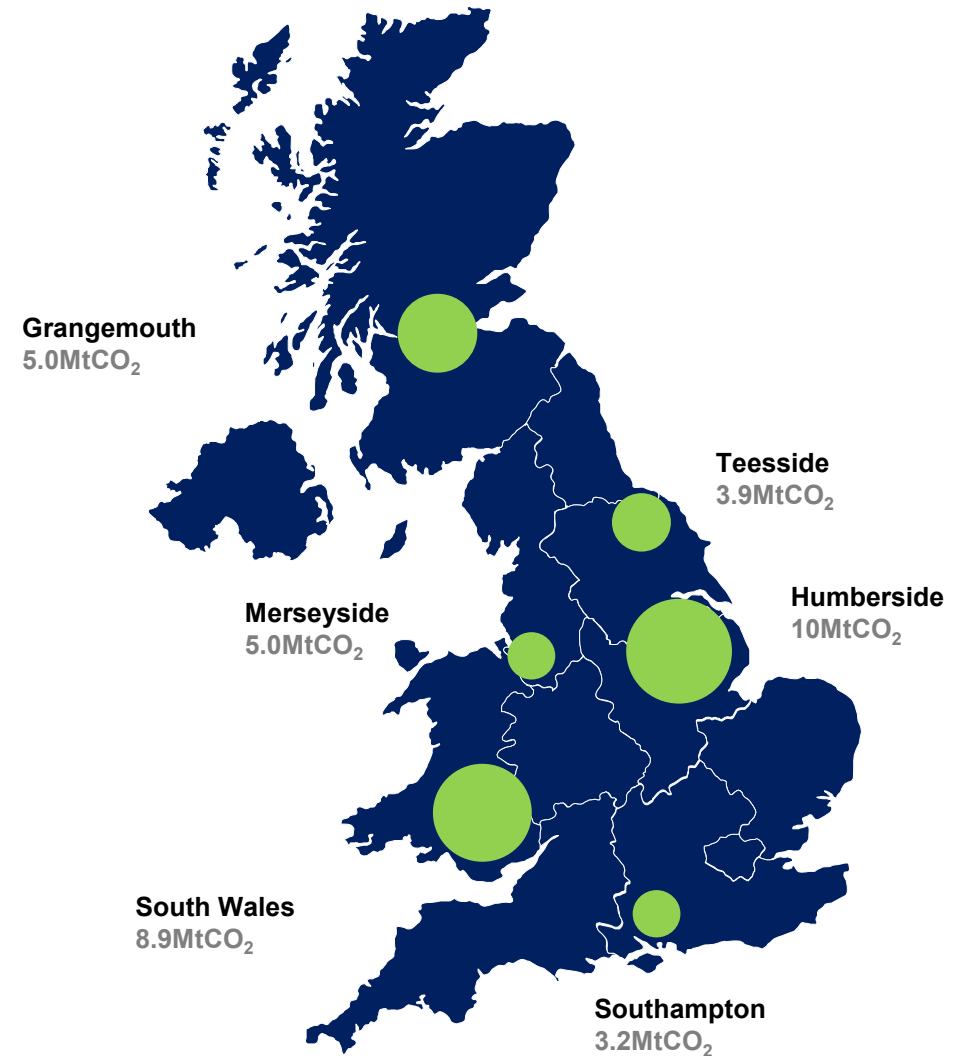 Grangemouth
5.0MtCO₂
Teesside
3.9MtCO₂
Humberside
10MtCO₂
Merseyside
5.0MtCO₂
South Wales
8.9MtCO₂
Southampton
3.2MtCO₂